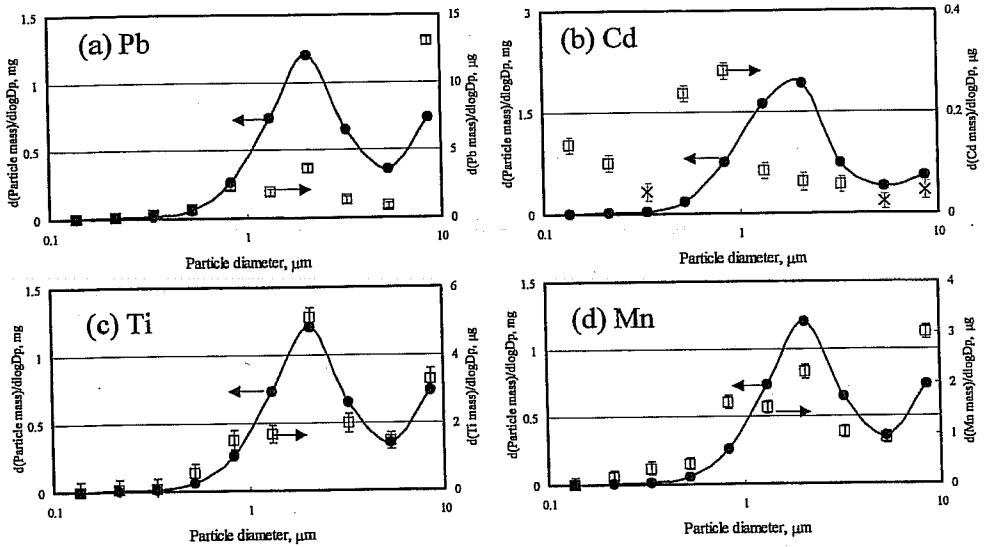 (a) Pb
d(Particle mass)/dlogDp, mg
1.5
1
0.5
0
15
10
5
0
d(Pb mass)/dlogDp, μg
0.1 1 10
Particle diameter, μm
(b) Cd
d(Particle mass)/dlogDp, mg
3
1.5
0
0.4
0.2
0
d(Cd mass)/dlogDp, μg
0.1 1 10
Particle diameter, μm
(c) Ti
d(Particle mass)/dlogDp, mg
1.5
1
0.5
0
6
4
2
0
d(Ti mass)/dlogDp, μg
0.1 1 10
Particle diameter, μm
(d) Mn
d(Particle mass)/dlogDp, mg
1.5
1
0.5
0
4
3
2
1
0
d(Mn mass)/dlogDp, μg
0.1 1 10
Particle diameter, μm